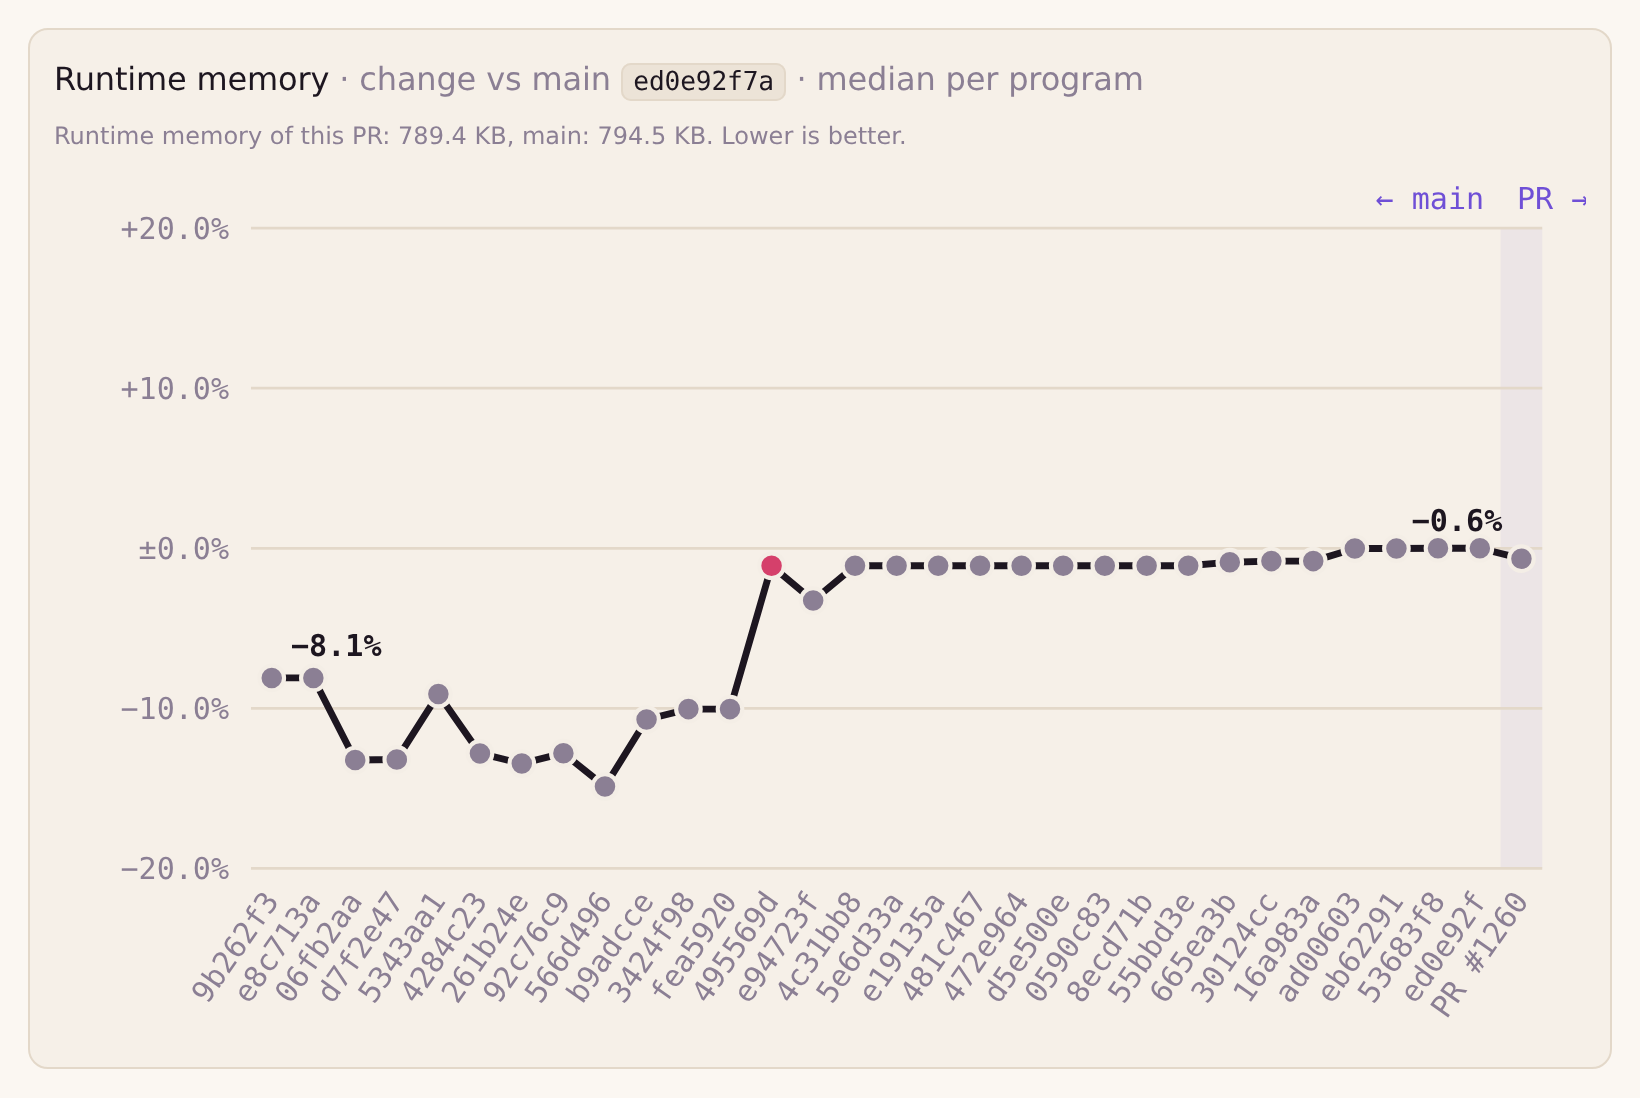 Runtime memory · change vs main ed0e92f7a · median per program
Runtime memory of this PR: 789.4 KB, main: 794.5 KB. Lower is better.
← main PR →
+20.0%
+10.0%
±0.0%
−10.0%
−20.0%
−8.1%
−0.6%
9b262f3
e8c713a
06fb2aa
d7f2e47
5343aa1
4284c23
261b24e
92c76c9
566d496
b9adcce
3424f98
fea5920
495569d
e94723f
4c31bb8
5e6d33a
e19135a
481c467
472e964
d5e500e
0590c83
8ecd71b
55bbd3e
665ea3b
30124cc
16a983a
ad00603
eb62291
53683f8
ed0e92f
PR #1260